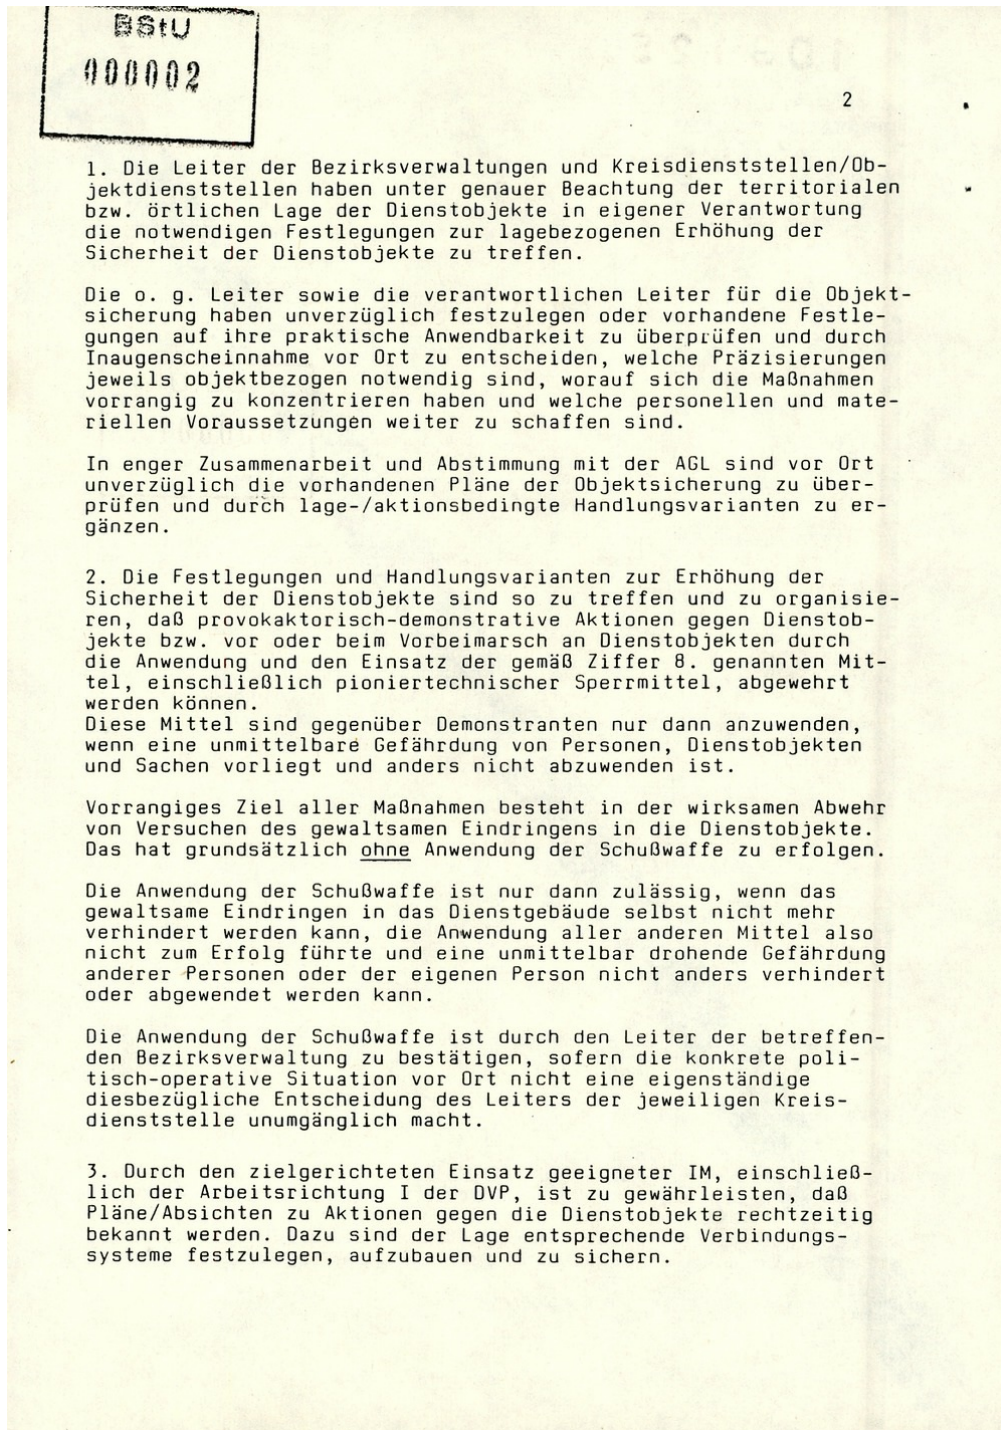 BStU
000002
2
1. Die Leiter der Bezirksverwaltungen und Kreisdienststellen/Ob-
jektdienststellen haben unter genauer Beachtung der territorialen
bzw. örtlichen Lage der Dienstobjekte in eigener Verantwortung
die notwendigen Festlegungen zur lagebezogenen Erhöhung der
Sicherheit der Dienstobjekte zu treffen.
Die o. g. Leiter sowie die verantwortlichen Leiter für die Objekt-
sicherung haben unverzüglich festzulegen oder vorhandene Festle-
gungen auf ihre praktische Anwendbarkeit zu überprüfen und durch
Inaugenscheinnahme vor Ort zu entscheiden, welche Präzisierungen
jeweils objektbezogen notwendig sind, worauf sich die Maßnahmen
vorrangig zu konzentrieren haben und welche personellen und mate-
riellen Voraussetzungen weiter zu schaffen sind.
In enger Zusammenarbeit und Abstimmung mit der AGL sind vor Ort
unverzüglich die vorhandenen Pläne der Objektsicherung zu über-
prüfen und durch lage-/aktionsbedingte Handlungsvarianten zu er-
gänzen.
2. Die Festlegungen und Handlungsvarianten zur Erhöhung der
Sicherheit der Dienstobjekte sind so zu treffen und zu organisie-
ren, daß provokaktorisch-demonstrative Aktionen gegen Dienstob-
jekte bzw. vor oder beim Vorbeimarsch an Dienstobjekten durch
die Anwendung und den Einsatz der gemäß Ziffer 8. genannten Mit-
tel, einschließlich pioniertechnischer Sperrmittel, abgewehrt
werden können.
Diese Mittel sind gegenüber Demonstranten nur dann anzuwenden,
wenn eine unmittelbare Gefährdung von Personen, Dienstobjekten
und Sachen vorliegt und anders nicht abzuwenden ist.
Vorrangiges Ziel aller Maßnahmen besteht in der wirksamen Abwehr
von Versuchen des gewaltsamen Eindringens in die Dienstobjekte.
Das hat grundsätzlich ohne Anwendung der Schußwaffe zu erfolgen.
Die Anwendung der Schußwaffe ist nur dann zulässig, wenn das
gewaltsame Eindringen in das Dienstgebäude selbst nicht mehr
verhindert werden kann, die Anwendung aller anderen Mittel also
nicht zum Erfolg führte und eine unmittelbar drohende Gefährdung
anderer Personen oder der eigenen Person nicht anders verhindert
oder abgewendet werden kann.
Die Anwendung der Schußwaffe ist durch den Leiter der betreffen-
den Bezirksverwaltung zu bestätigen, sofern die konkrete poli-
tisch-operative Situation vor Ort nicht eine eigenständige
diesbezügliche Entscheidung des Leiters der jeweiligen Kreis-
dienststelle unumgänglich macht.
3. Durch den zielgerichteten Einsatz geeigneter IM, einschließ-
lich der Arbeitsrichtung I der DVP, ist zu gewährleisten, daß
Pläne/Absichten zu Aktionen gegen die Dienstobjekte rechtzeitig
bekannt werden. Dazu sind der Lage entsprechende Verbindungs-
systeme festzulegen, aufzubauen und zu sichern.